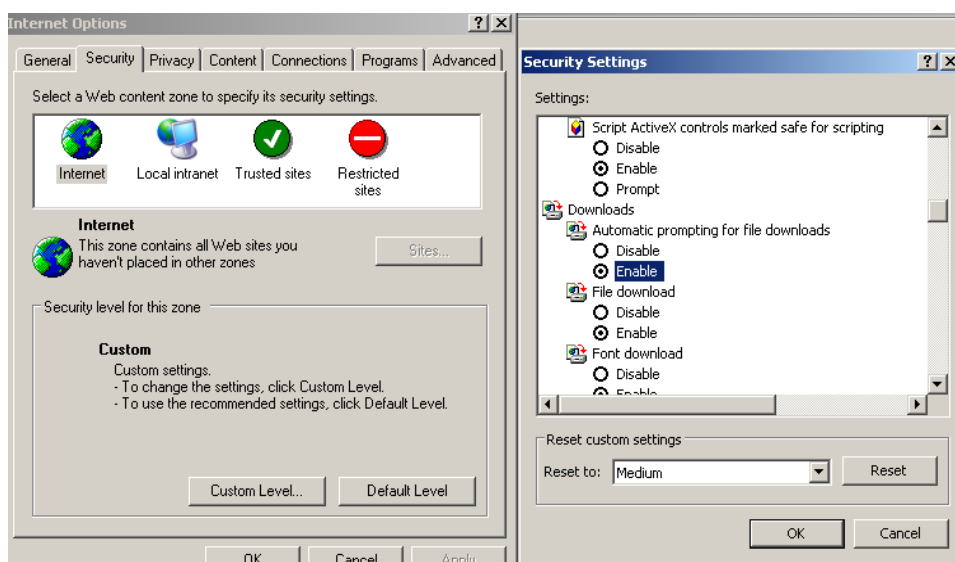 Internet Options
General Security Privacy Content Connections Programs Advanced
Select a Web content zone to specify its security settings.
Internet Local intranet Trusted sites Restricted
sites
Internet
This zone contains all Web sites you
haven't placed in other zones
Sites...
Security level for this zone
Custom
Custom settings.
- To change the settings, click Custom Level.
- To use the recommended settings, click Default Level.
Custom Level... Default Level
OK Cancel Apply
Security Settings
Settings:
Script ActiveX controls marked safe for scripting
Disable
Enable
Prompt
Downloads
Automatic prompting for file downloads
Disable
Enable
File download
Disable
Enable
Font download
Disable
Enable
Reset custom settings
Reset to: Medium Reset
OK Cancel